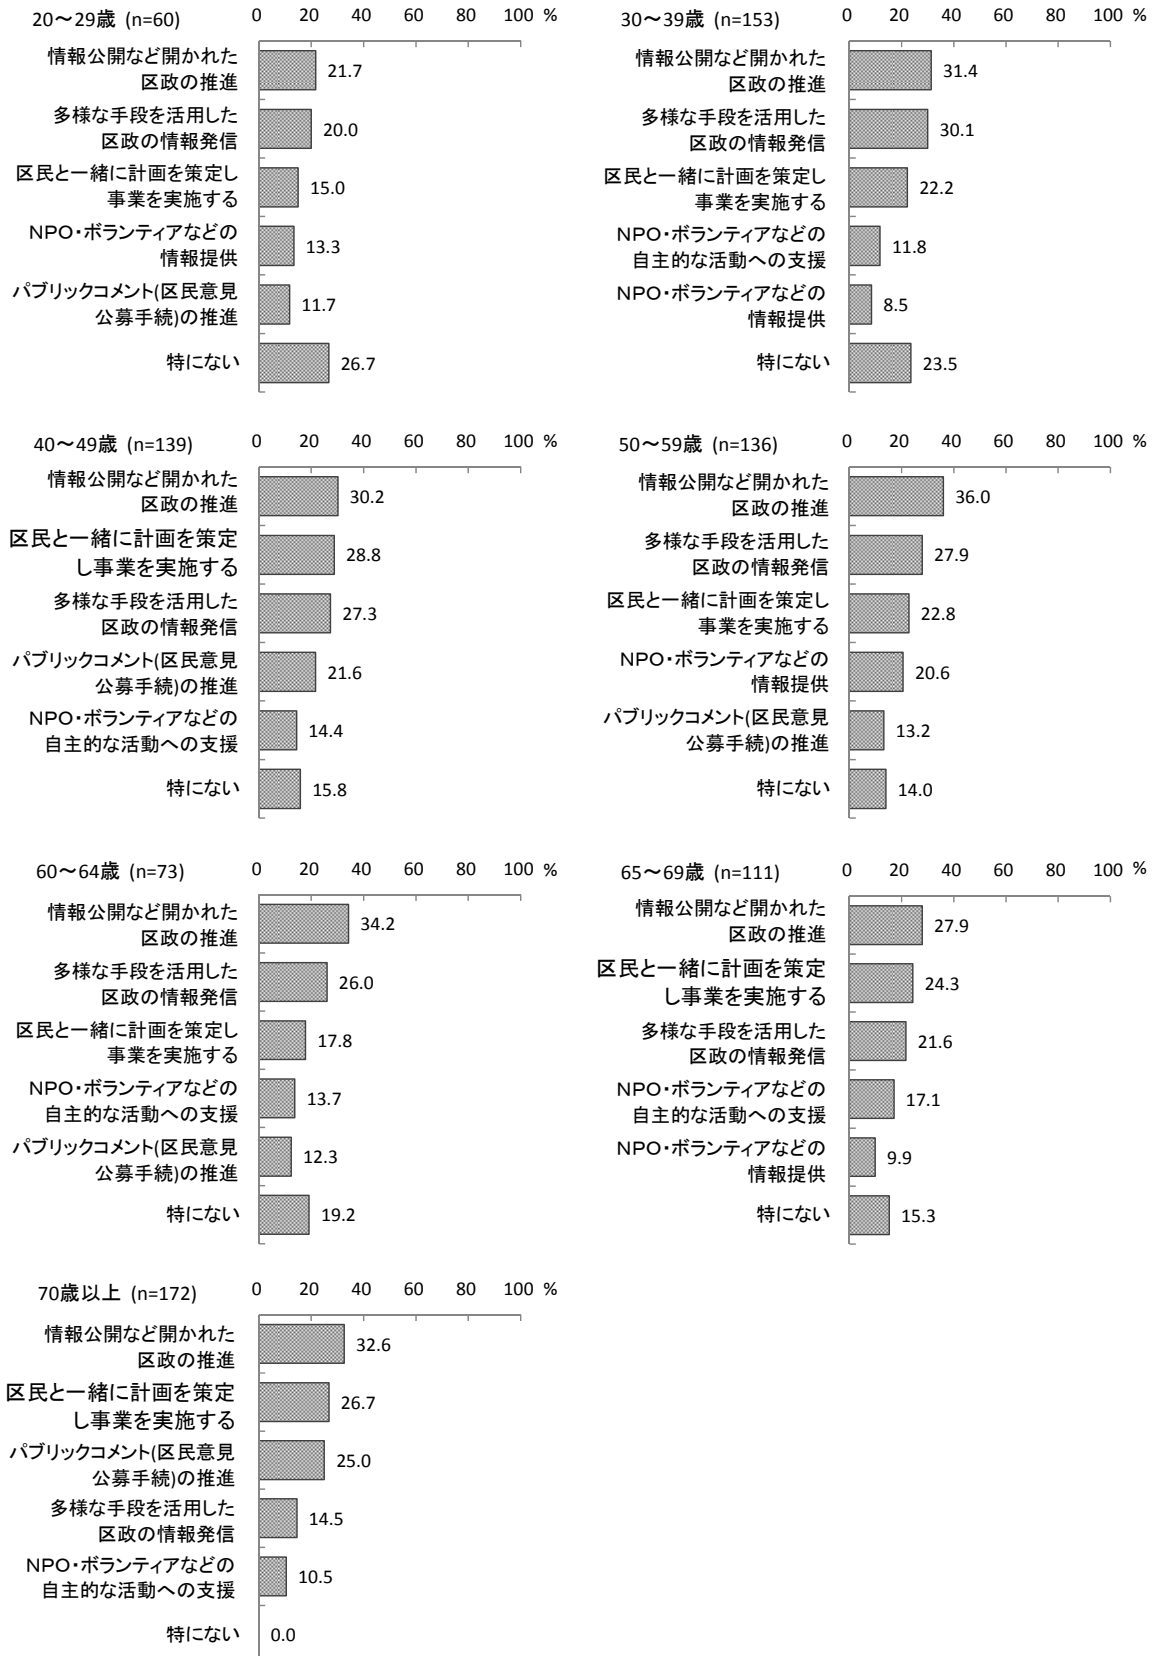 20～29歳 (n=60)
0 20 40 60 80 100 %
情報公開など開かれた
区政の推進
21.7
多様な手段を活用した
区政の情報発信
20.0
区民と一緒に計画を策定し
事業を実施する
15.0
NPO・ボランティアなどの
情報提供
13.3
パブリックコメント(区民意見
公募手続)の推進
11.7
特にない
26.7
30～39歳 (n=153)
0 20 40 60 80 100 %
情報公開など開かれた
区政の推進
31.4
多様な手段を活用した
区政の情報発信
30.1
区民と一緒に計画を策定し
事業を実施する
22.2
NPO・ボランティアなどの
自主的な活動への支援
11.8
NPO・ボランティアなどの
情報提供
8.5
特にない
23.5
40～49歳 (n=139)
0 20 40 60 80 100 %
情報公開など開かれた
区政の推進
30.2
区民と一緒に計画を策定
し事業を実施する
28.8
多様な手段を活用した
区政の情報発信
27.3
パブリックコメント(区民意見
公募手続)の推進
21.6
NPO・ボランティアなどの
自主的な活動への支援
14.4
特にない
15.8
50～59歳 (n=136)
0 20 40 60 80 100 %
情報公開など開かれた
区政の推進
36.0
多様な手段を活用した
区政の情報発信
27.9
区民と一緒に計画を策定し
事業を実施する
22.8
NPO・ボランティアなどの
情報提供
20.6
パブリックコメント(区民意見
公募手続)の推進
13.2
特にない
14.0
60～64歳 (n=73)
0 20 40 60 80 100 %
情報公開など開かれた
区政の推進
34.2
多様な手段を活用した
区政の情報発信
26.0
区民と一緒に計画を策定し
事業を実施する
17.8
NPO・ボランティアなどの
自主的な活動への支援
13.7
パブリックコメント(区民意見
公募手続)の推進
12.3
特にない
19.2
65～69歳 (n=111)
0 20 40 60 80 100 %
情報公開など開かれた
区政の推進
27.9
区民と一緒に計画を策定
し事業を実施する
24.3
多様な手段を活用した
区政の情報発信
21.6
NPO・ボランティアなどの
自主的な活動への支援
17.1
NPO・ボランティアなどの
情報提供
9.9
特にない
15.3
70歳以上 (n=172)
0 20 40 60 80 100 %
情報公開など開かれた
区政の推進
32.6
区民と一緒に計画を策定
し事業を実施する
26.7
パブリックコメント(区民意見
公募手続)の推進
25.0
多様な手段を活用した
区政の情報発信
14.5
NPO・ボランティアなどの
自主的な活動への支援
10.5
特にない
0.0